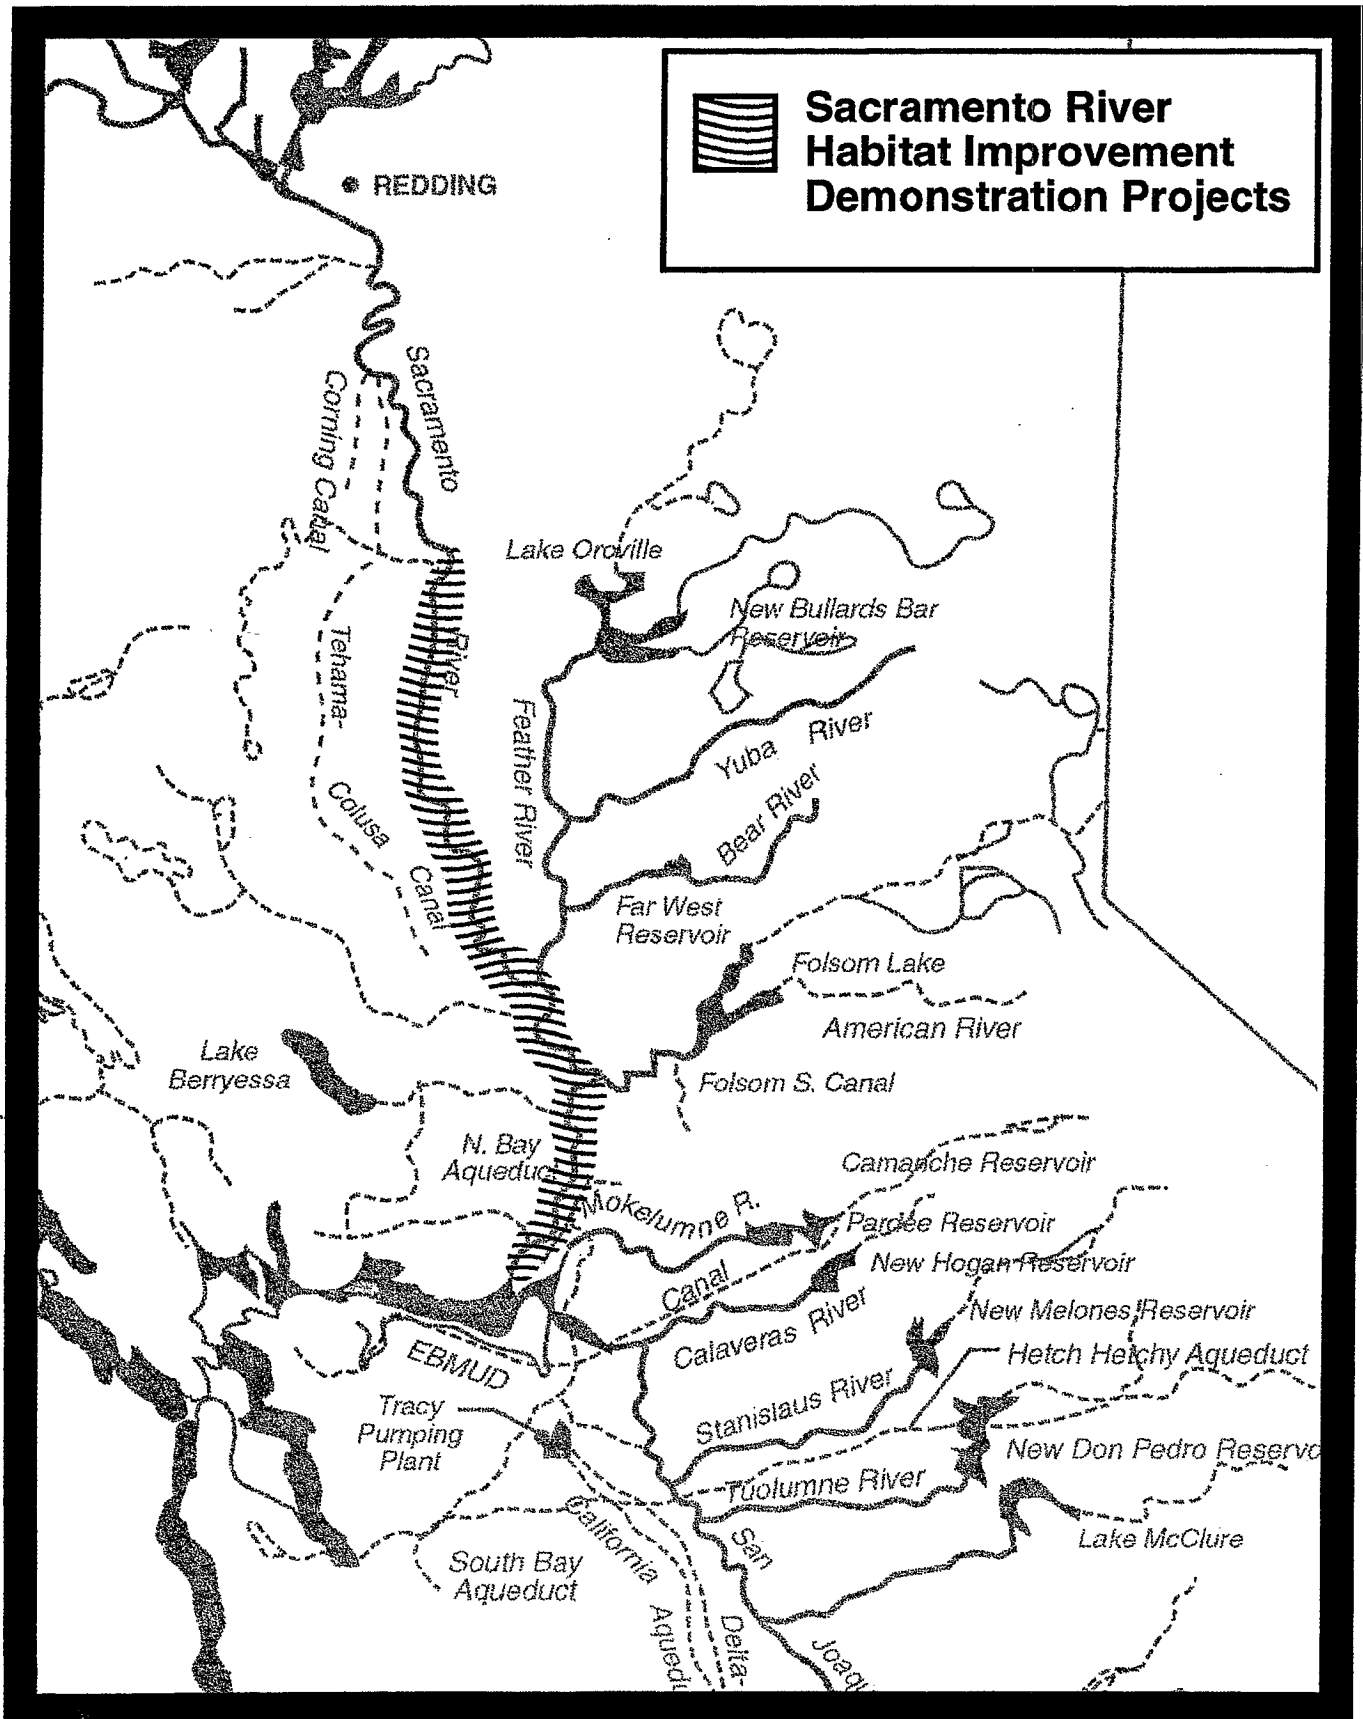 Sacramento River
Habitat Improvement
Demonstration Projects
REDDING
Sacramento
River
Corning Canal
Lake Oroville
New Bullards Bar
Reservoir
Tehama-
Colusa
Canal
Feather River
Yuba River
Bear River
Far West
Reservoir
Folsom Lake
American River
Folsom S. Canal
Lake
Berryessa
N. Bay
Aqueduc
Camanche Reservoir
Mokelumne R.
Pardee Reservoir
New Hogan Reservoir
Canal
Calaveras River
New Melones Reservoir
Hetch Hetchy Aqueduct
EBMUD
Stanislaus River
Tracy
Pumping
Plant
New Don Pedro Reservo
Tuolumne River
Lake McClure
California
Aquedu
South Bay
Aqueduct
Delta-
San
Joaqu